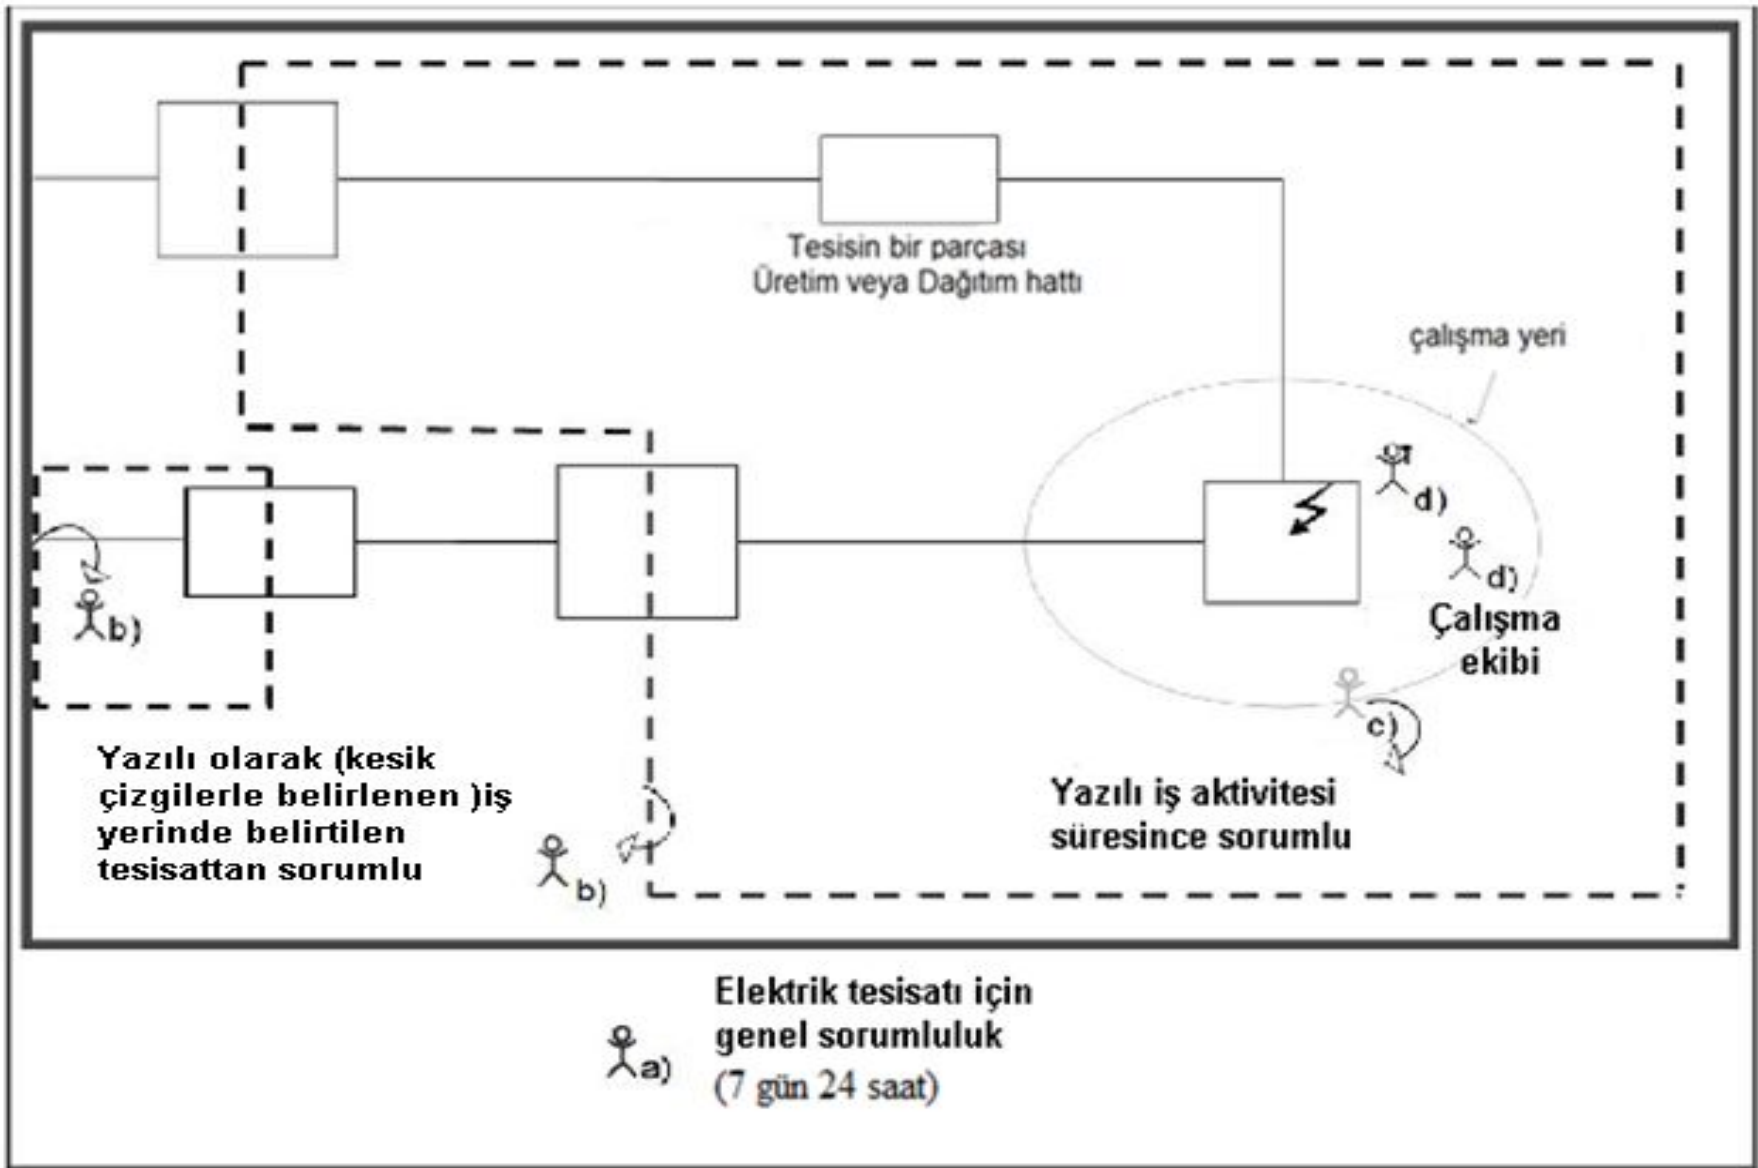 Tesisin bir parçası
Üretim veya Dağıtım hattı
çalışma yeri
d)
d)
Çalışma
ekibi
b)
c)
Yazılı olarak (kesik
çizgilerle belirlenen )iş
yerinde belirtilen
tesisattan sorumlu
Yazılı iş aktivitesi
süresince sorumlu
b)
Elektrik tesisatı için
genel sorumluluk
(7 gün 24 saat)
a)